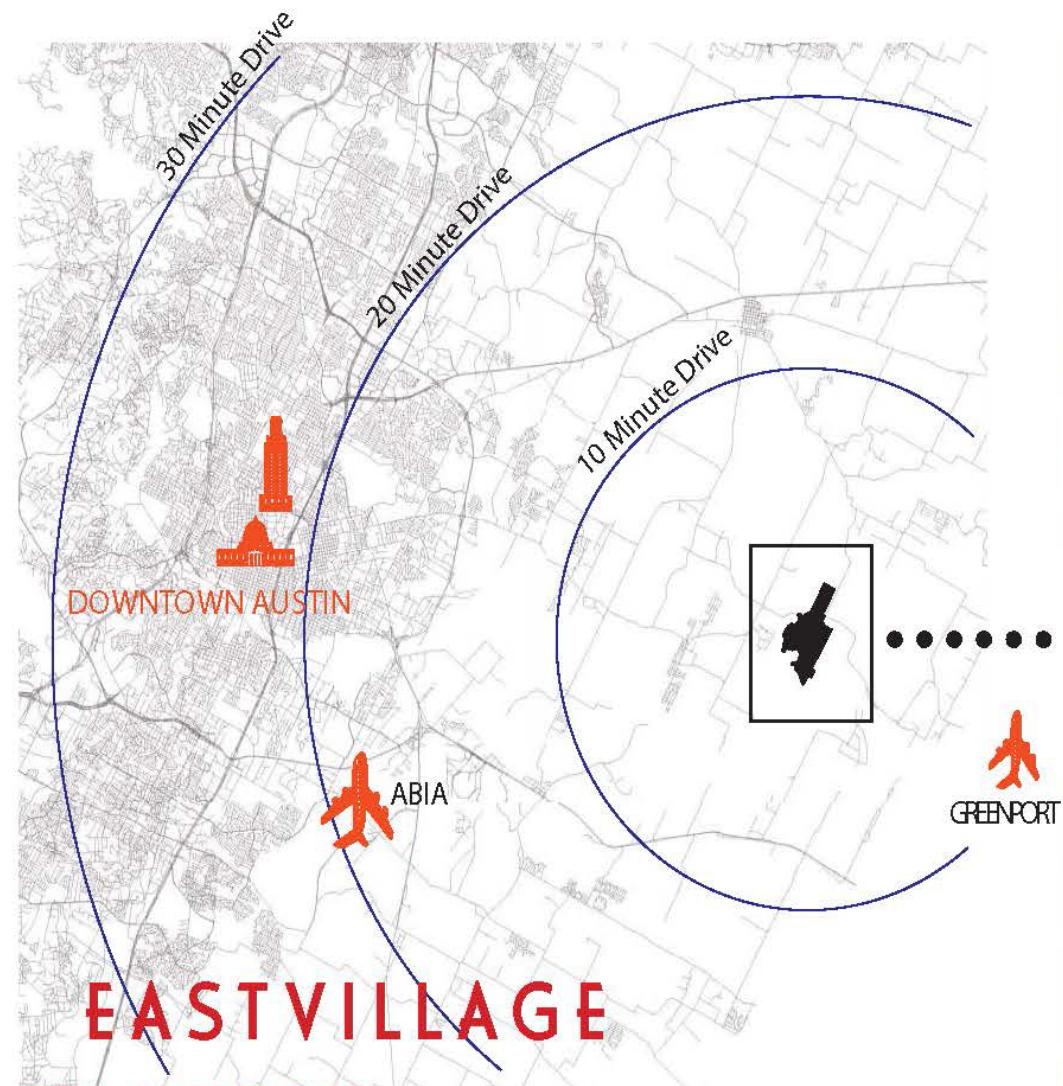 30 Minute Drive
20 Minute Drive
10 Minute Drive
DOWNTOWN AUSTIN
ABIA
GREENPORT
EASTVILLAGE